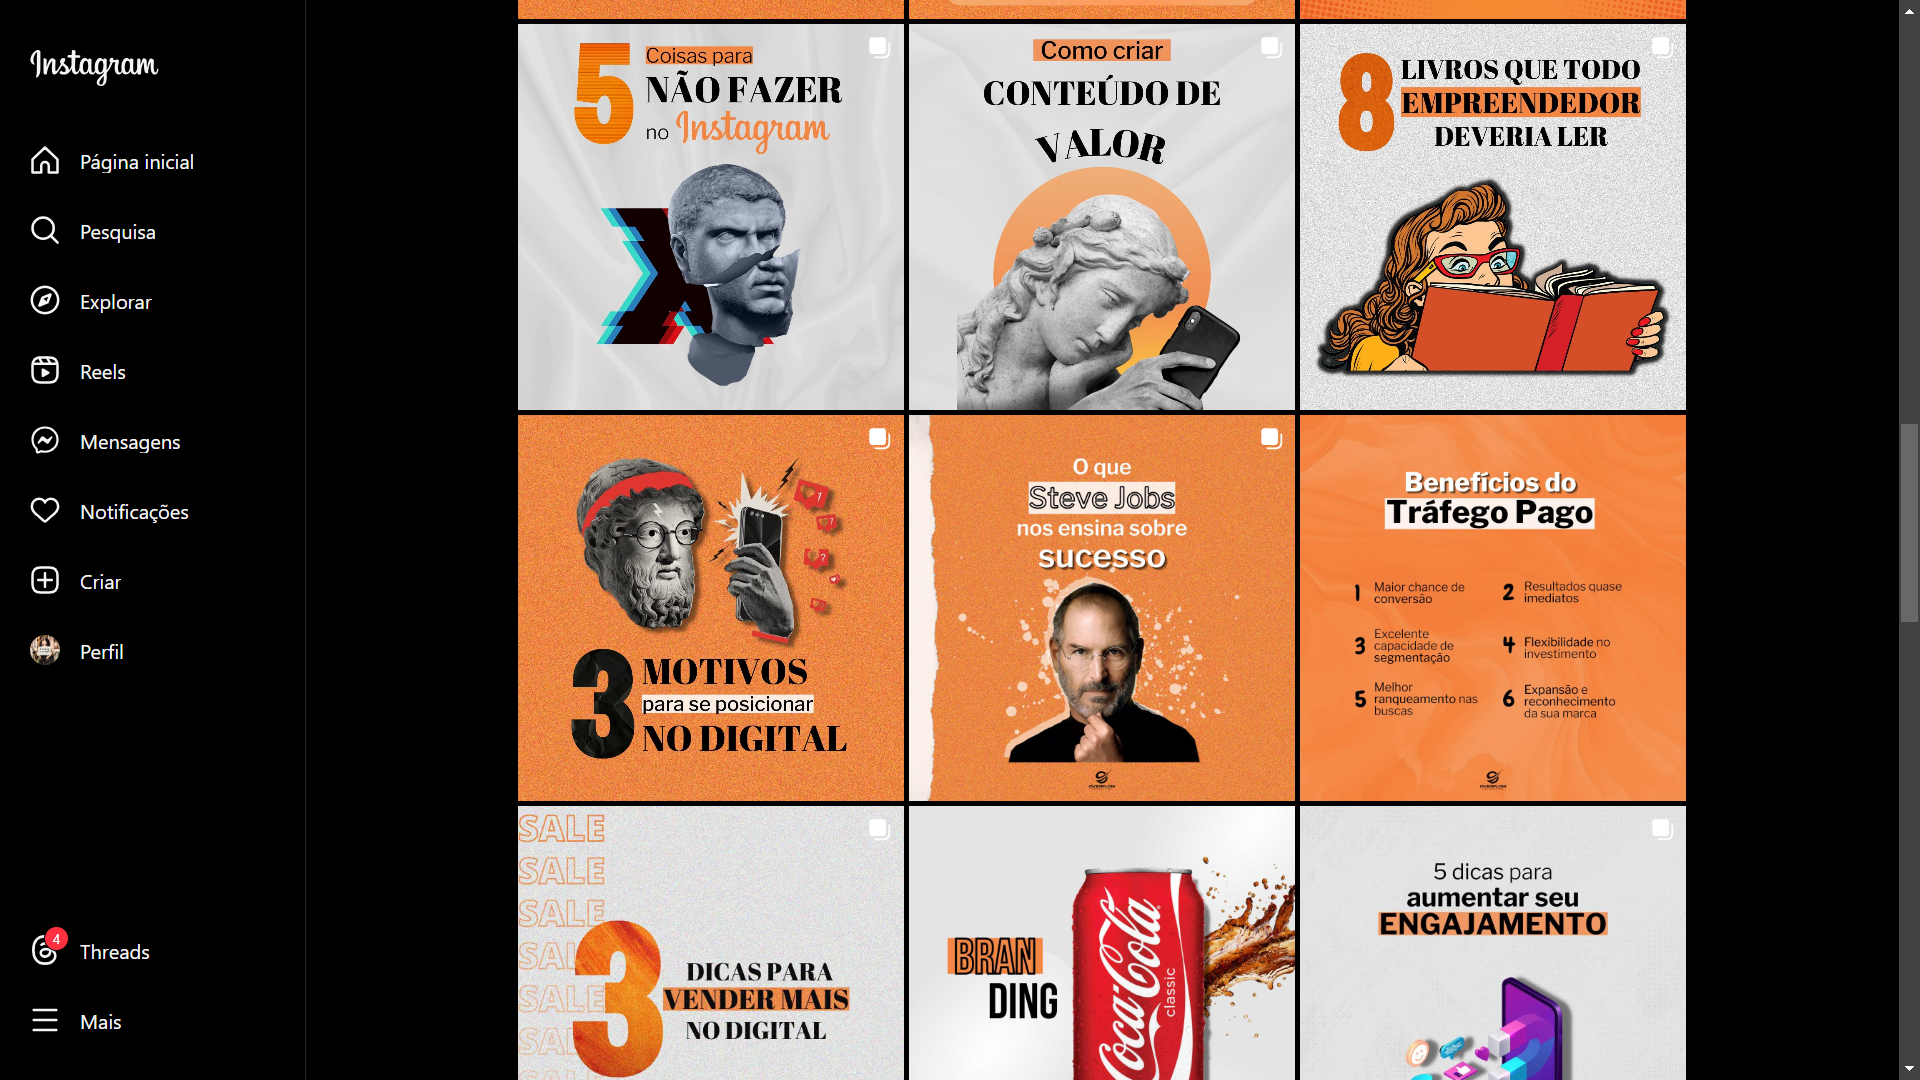 Instagram
Página inicial
Pesquisa
Explorar
Reels
Mensagens
Notificações
Criar
Perfil
4
Threads
Mais
5
Coisas para
NÃO FAZER
no Instagram
Como criar
CONTEÚDO DE
VALOR
8
LIVROS QUE TODO
EMPREENDEDOR
DEVERIA LER
1
3
MOTIVOS
para se posicionar
NO DIGITAL
O que
Steve Jobs
nos ensina sobre
sucesso
OVERFLOW
Benefícios do
Tráfego Pago
1 Maior chance de
conversão
2 Resultados quase
imediatos
3 Excelente
capacidade de
segmentação
4 Flexibilidade no
investimento
5 Melhor
ranqueamento nas
buscas
6 Expansão e
reconhecimento
da sua marca
OVERFLOW
SALE
SALE
SALE
SAL
SALE
SAL
3
DICAS PARA
VENDER MAIS
NO DIGITAL
BRAN
DING
Coca-Cola
classic
5 dicas para
aumentar seu
ENGAJAMENTO